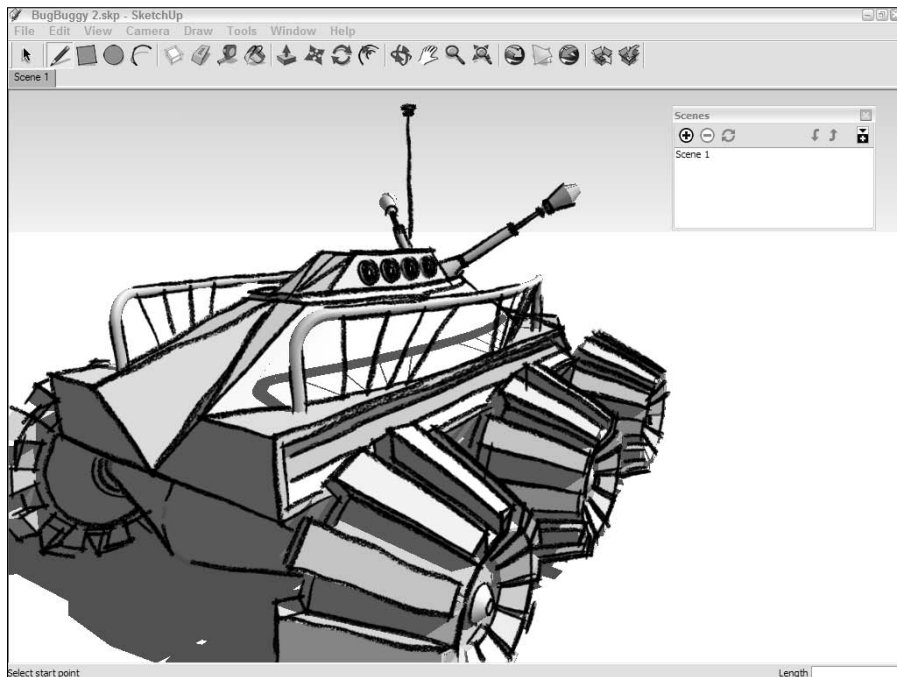 BugBuggy 2.skp - SketchUp
File Edit View Camera Draw Tools Window Help
Scene 1
Scenes
Scene 1
Select start point
Length